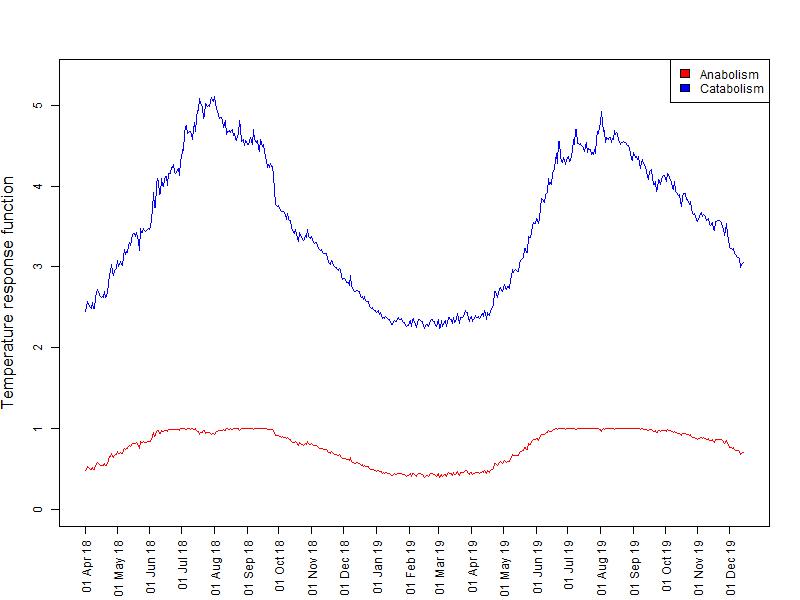 Anabolism
Catabolism
Temperature response function
5
4
3
2
1
0
01 Apr 18
01 May 18
01 Jun 18
01 Jul 18
01 Aug 18
01 Sep 18
01 Oct 18
01 Nov 18
01 Dec 18
01 Jan 19
01 Feb 19
01 Mar 19
01 Apr 19
01 May 19
01 Jun 19
01 Jul 19
01 Aug 19
01 Sep 19
01 Oct 19
01 Nov 19
01 Dec 19